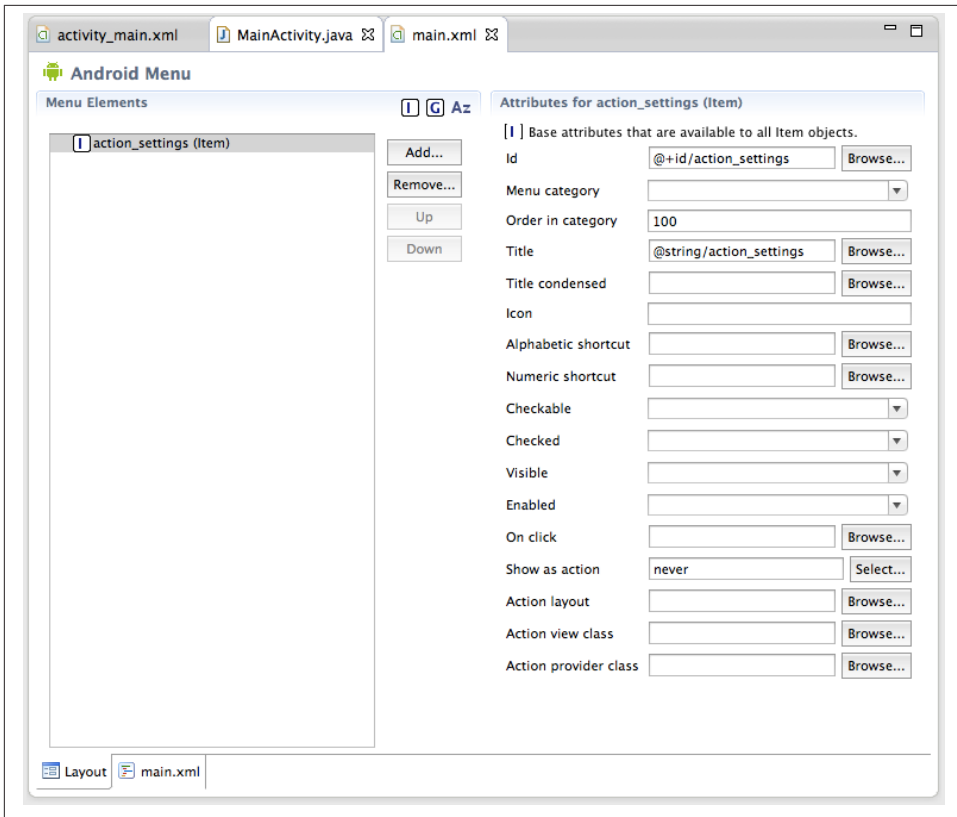 activity_main.xml
MainActivity.java
main.xml
Android Menu
Menu Elements
I G Az
I action_settings (Item)
Add...
Remove...
Up
Down
Attributes for action_settings (Item)
[I] Base attributes that are available to all Item objects.
Id @+id/action_settings Browse...
Menu category
Order in category 100
Title @string/action_settings Browse...
Title condensed Browse...
Icon
Alphabetic shortcut Browse...
Numeric shortcut Browse...
Checkable
Checked
Visible
Enabled
On click Browse...
Show as action never Select...
Action layout Browse...
Action view class Browse...
Action provider class Browse...
Layout main.xml